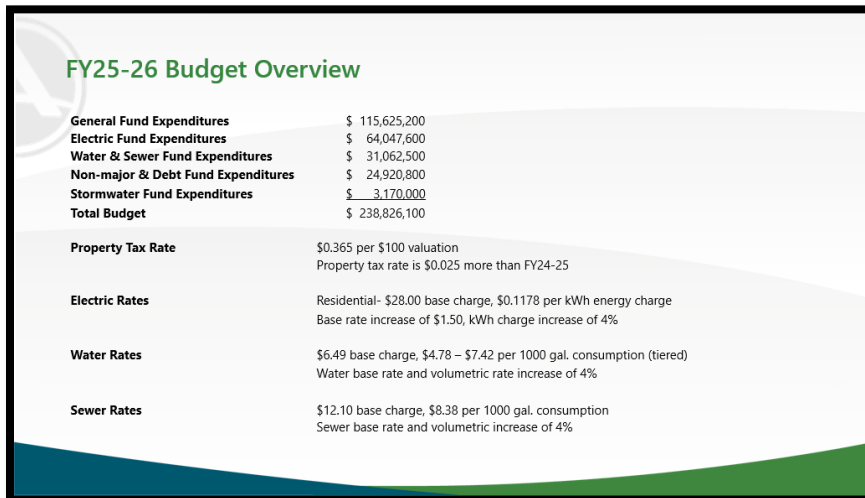 FY25-26 Budget Overview
General Fund Expenditures $ 115,625,200
Electric Fund Expenditures $ 64,047,600
Water & Sewer Fund Expenditures $ 31,062,500
Non-major & Debt Fund Expenditures $ 24,920,800
Stormwater Fund Expenditures $ 3,170,000
Total Budget $ 238,826,100
Property Tax Rate $0.365 per $100 valuation
Property tax rate is $0.025 more than FY24-25
Electric Rates Residential- $28.00 base charge, $0.1178 per kWh energy charge
Base rate increase of $1.50, kWh charge increase of 4%
Water Rates $6.49 base charge, $4.78 – $7.42 per 1000 gal. consumption (tiered)
Water base rate and volumetric rate increase of 4%
Sewer Rates $12.10 base charge, $8.38 per 1000 gal. consumption
Sewer base rate and volumetric increase of 4%